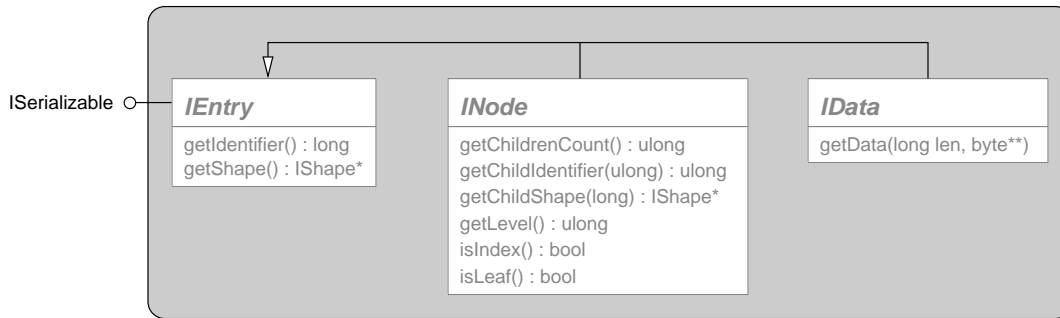 ISerializable
IEntry
getIdentifier() : long
getShape() : IShape*
INode
getChildrenCount() : ulong
getChildIdentifier(ulong) : ulong
getChildShape(long) : IShape*
getLevel() : ulong
isIndex() : bool
isLeaf() : bool
IData
getData(long len, byte**)